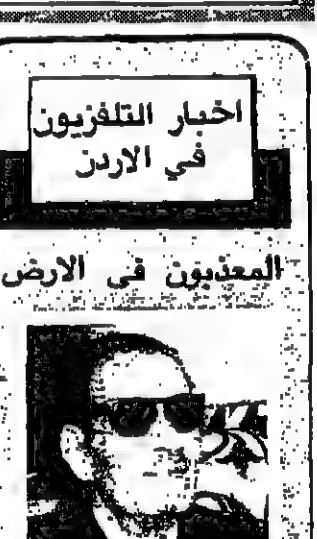 اخبار التلفزيون
في الاردن
المعذبون في الارض